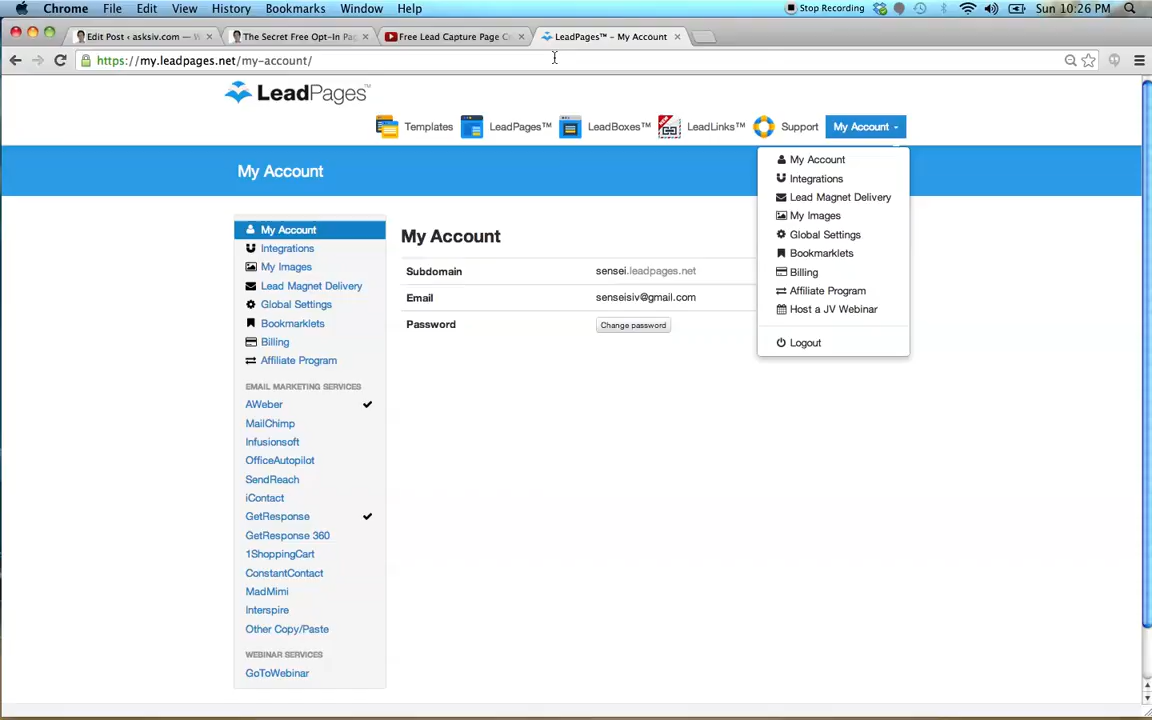 Chrome File Edit View History Bookmarks Window Help Stop Recording Sun 10:26 PM
Edit Post ‹ asksiv.com — W
The Secret Free Opt-In Pag
Free Lead Capture Page C
LeadPages™ - My Account
https://my.leadpages.net/my-account/
LeadPages™
Templates LeadPages™ LeadBoxes™ LeadLinks™ Support My Account
My Account
My Account
Integrations
Lead Magnet Delivery
My Images
Global Settings
Bookmarklets
Billing
Affiliate Program
Host a JV Webinar
Logout
My Account
Integrations
My Images
Lead Magnet Delivery
Global Settings
Bookmarklets
Billing
Affiliate Program
EMAIL MARKETING SERVICES
AWeber
MailChimp
Infusionsoft
OfficeAutopilot
SendReach
iContact
GetResponse
GetResponse 360
1ShoppingCart
ConstantContact
MadMimi
Interspire
Other Copy/Paste
WEBINAR SERVICES
GoToWebinar
My Account
Subdomain sensei.leadpages.net
Email senseisiv@gmail.com
Password Change password